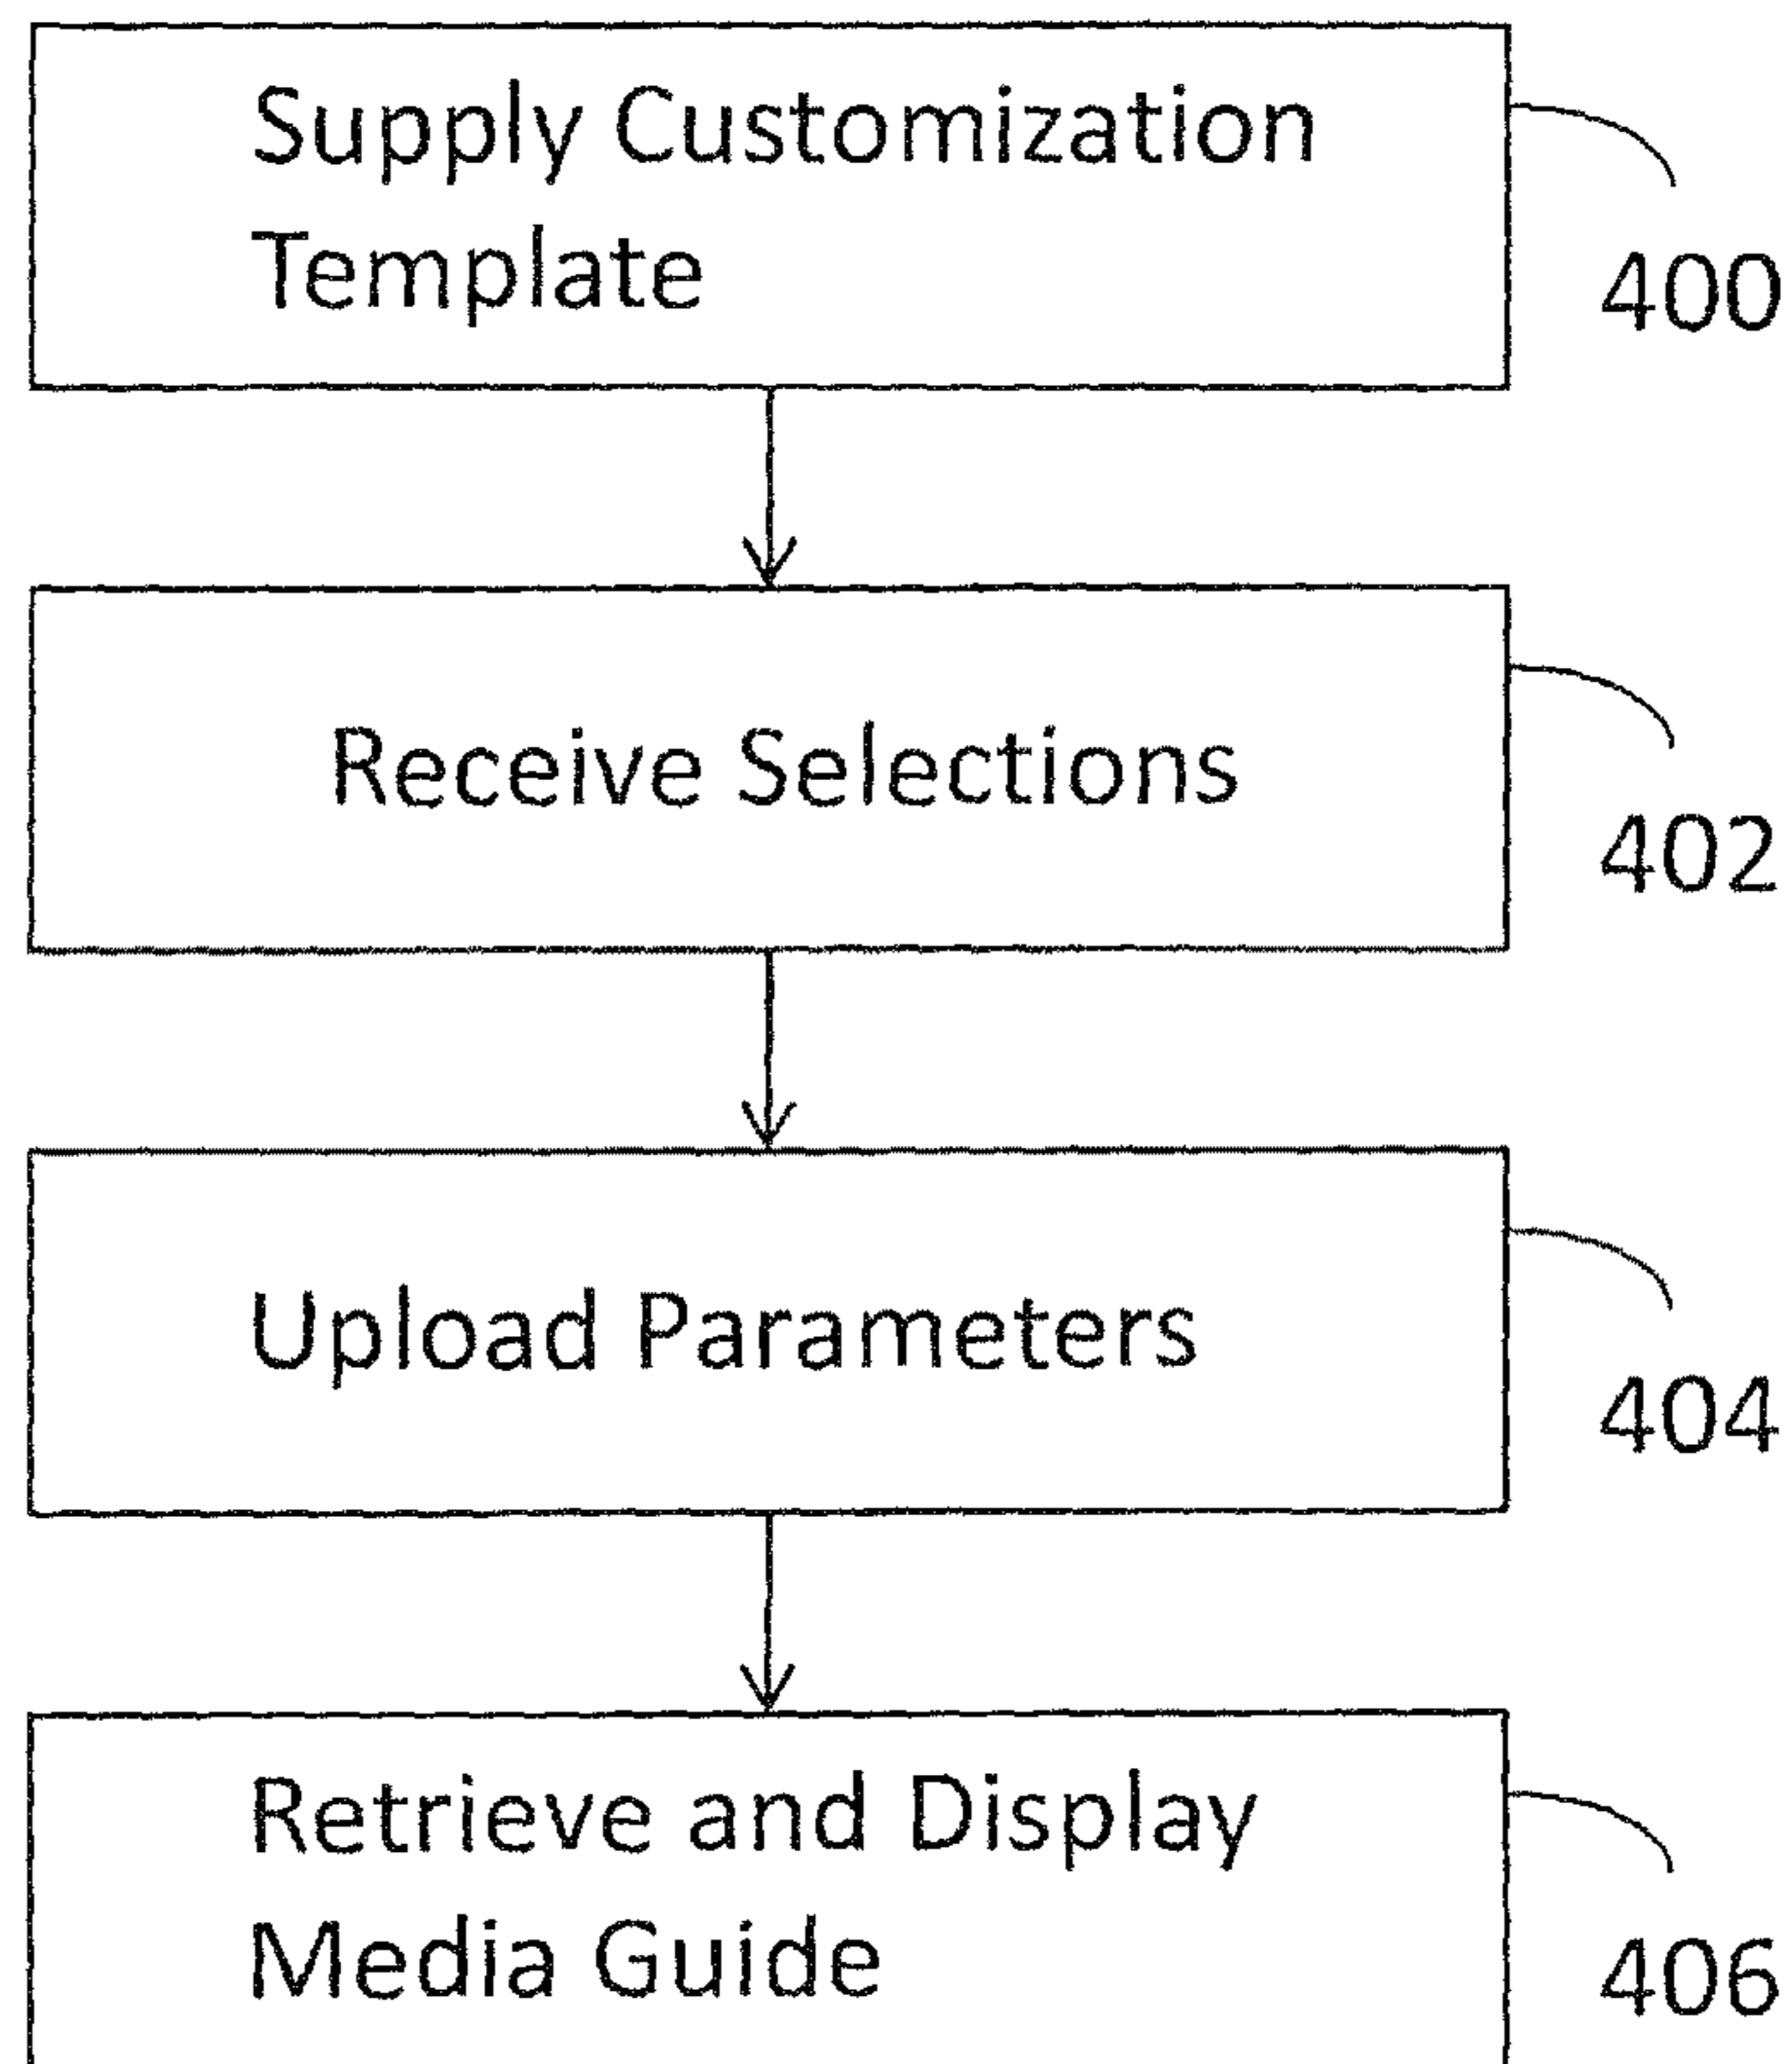 Supply Customization
Template
400
Receive Selections
402
Upload Parameters
404
Retrieve and Display
Media Guide
406